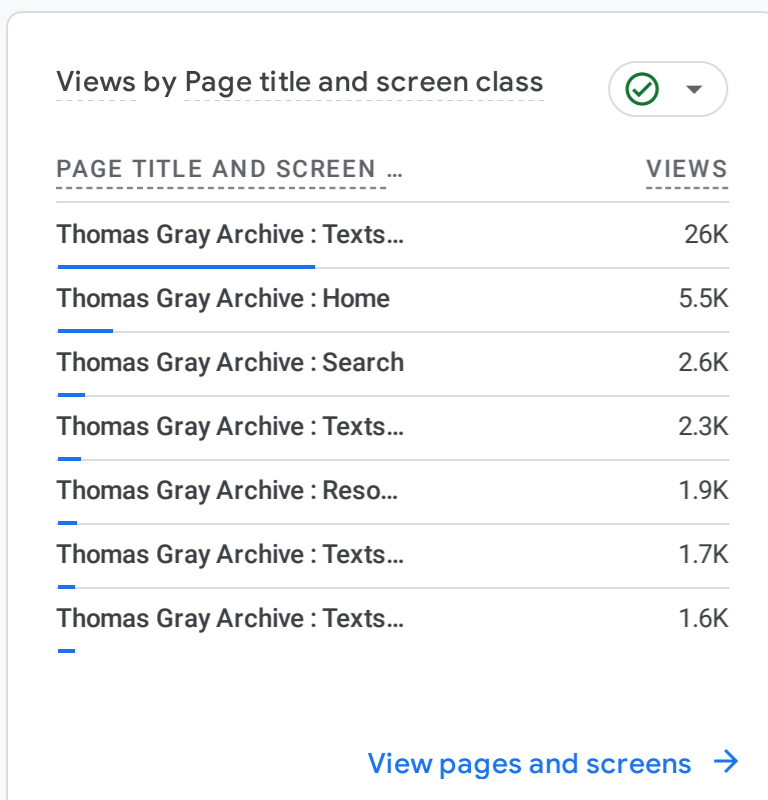 Views by Page title and screen class
PAGE TITLE AND SCREEN … VIEWS
Thomas Gray Archive : Texts… 26K
Thomas Gray Archive : Home 5.5K
Thomas Gray Archive : Search 2.6K
Thomas Gray Archive : Texts… 2.3K
Thomas Gray Archive : Reso… 1.9K
Thomas Gray Archive : Texts… 1.7K
Thomas Gray Archive : Texts… 1.6K
View pages and screens